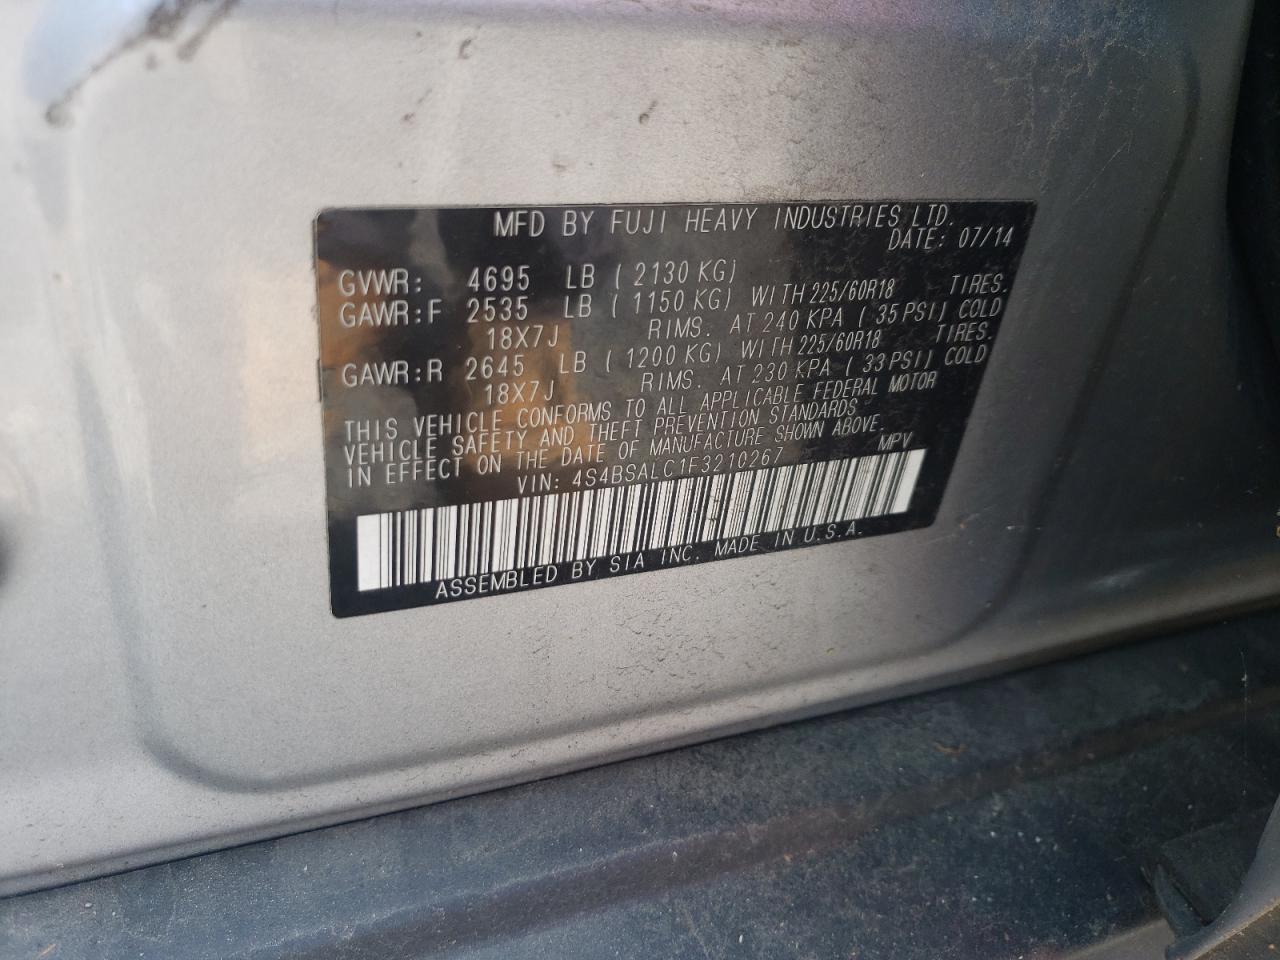 MFD BY FUJI HEAVY INDUSTRIES LTD.
DATE: 07/14
GVWR: 4695 LB (2130 KG)
GAWR:F 2535 LB (1150 KG) WITH 225/60R18 TIRES.
18X7J RIMS. AT 240 KPA (35 PSI) COLD
GAWR:R 2645 LB (1200 KG) WITH 225/60R18 TIRES.
18X7J RIMS. AT 230 KPA (33 PSI) COLD
THIS VEHICLE CONFORMS TO ALL APPLICABLE FEDERAL MOTOR
VEHICLE SAFETY AND THEFT PREVENTION STANDARDS
IN EFFECT ON THE DATE OF MANUFACTURE SHOWN ABOVE.
VIN: 4S4BSALC1F3210267 MPV
ASSEMBLED BY SIA INC. MADE IN U.S.A.